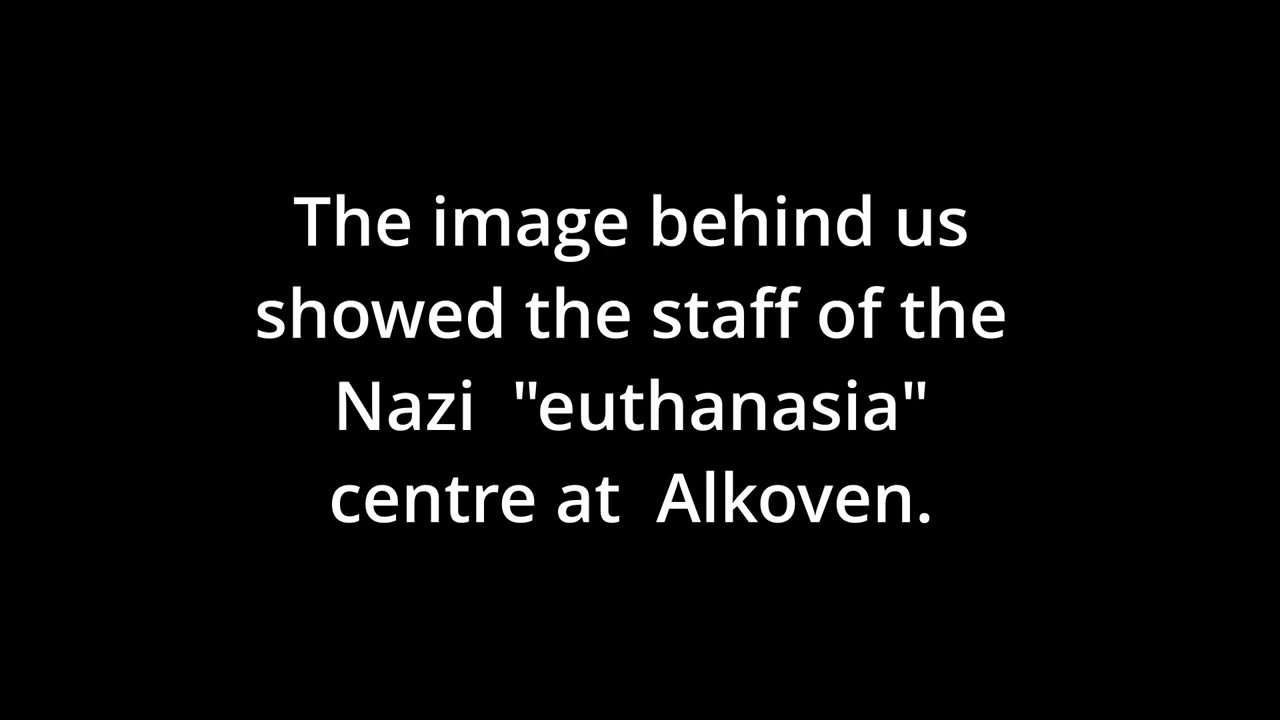 The image behind us
showed the staff of the
Nazi  "euthanasia"
centre at  Alkoven.